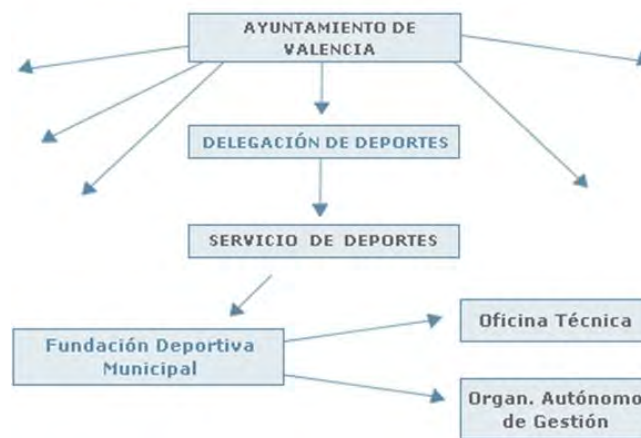 AYUNTAMIENTO DE
VALENCIA
DELEGACIÓN DE DEPORTES
SERVICIO DE DEPORTES
Fundación Deportiva
Municipal
Oficina Técnica
Organ. Autónomo
de Gestión